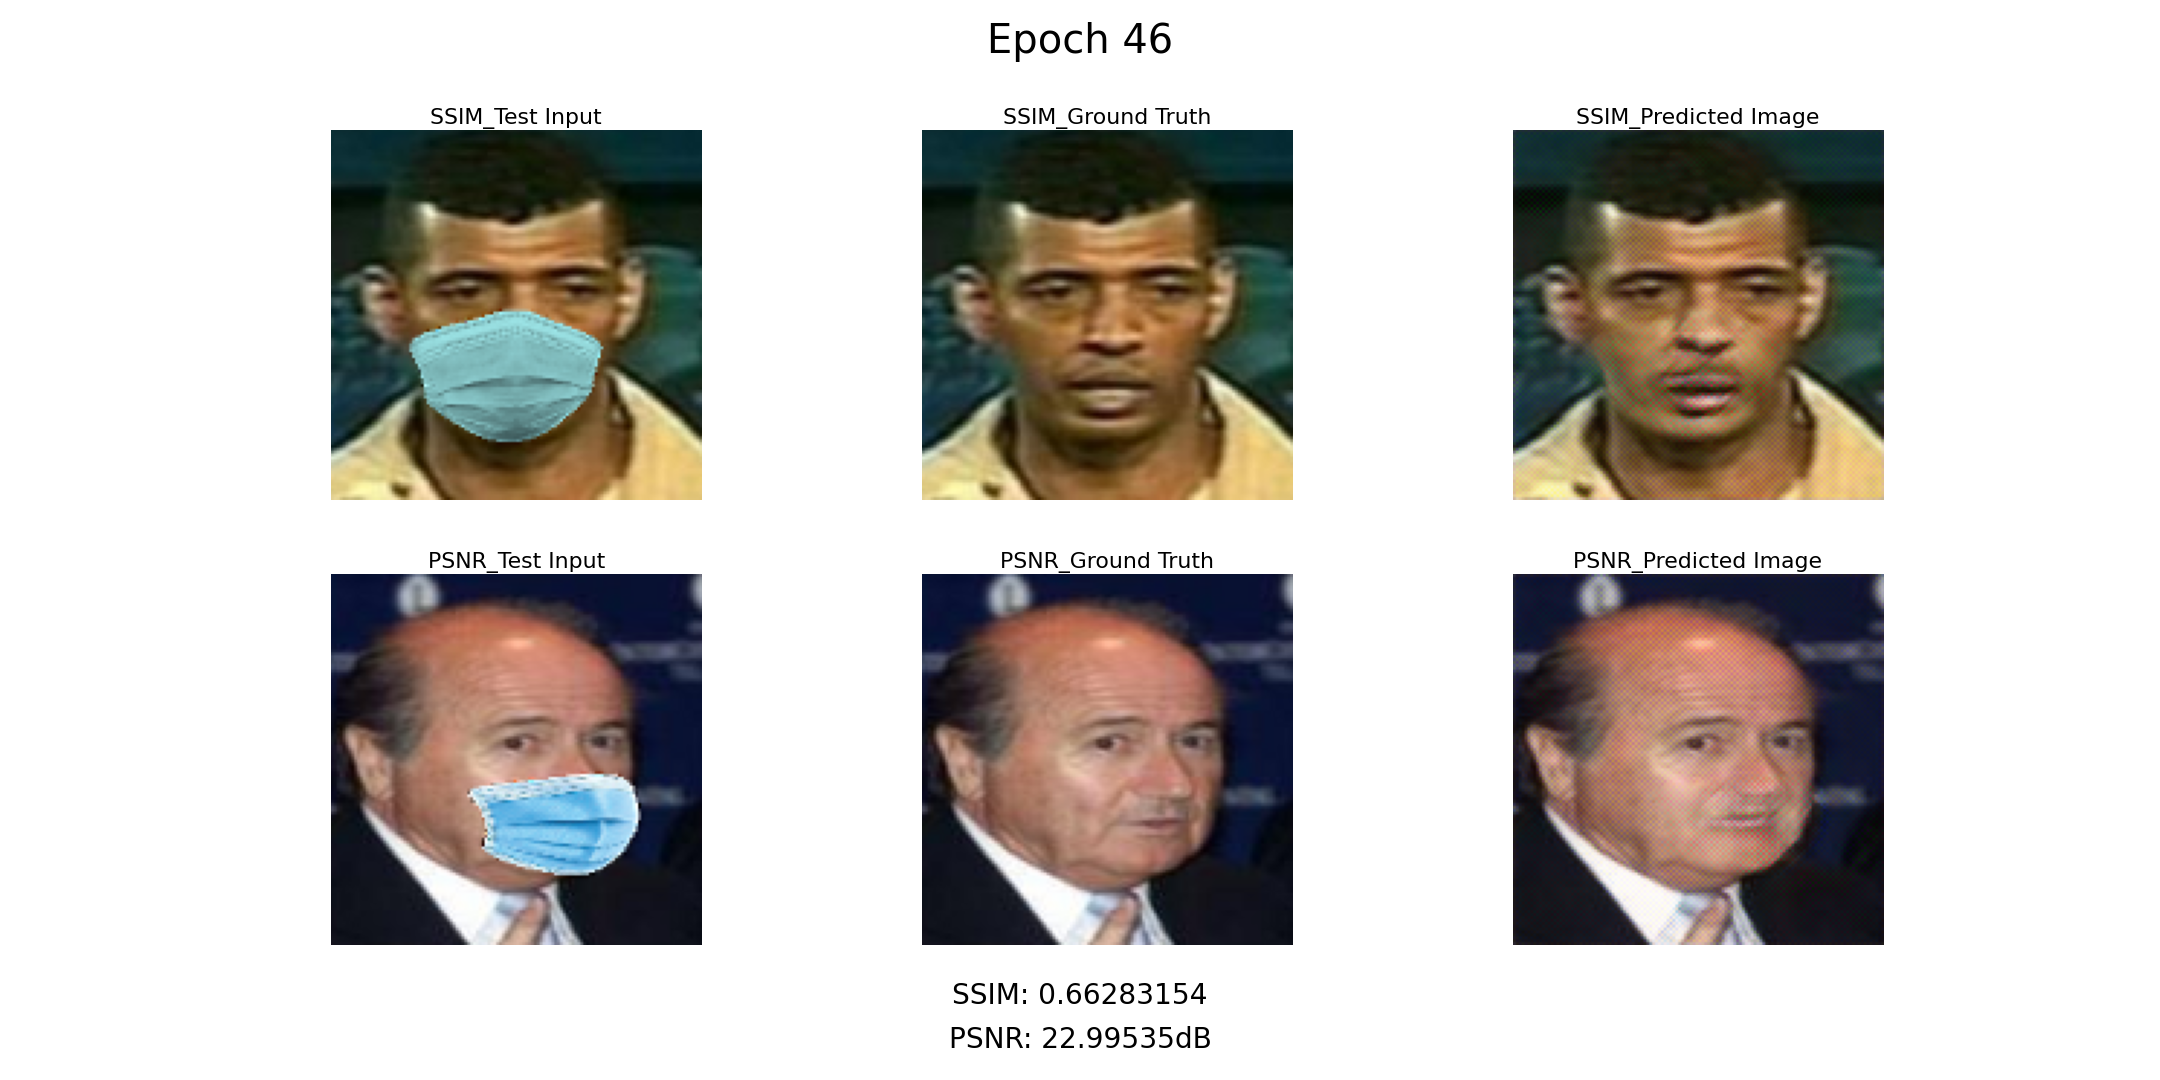 Epoch 46
SSIM_Test Input
SSIM_Ground Truth
SSIM_Predicted Image
PSNR_Test Input
PSNR_Ground Truth
PSNR_Predicted Image
SSIM: 0.66283154
PSNR: 22.99535dB